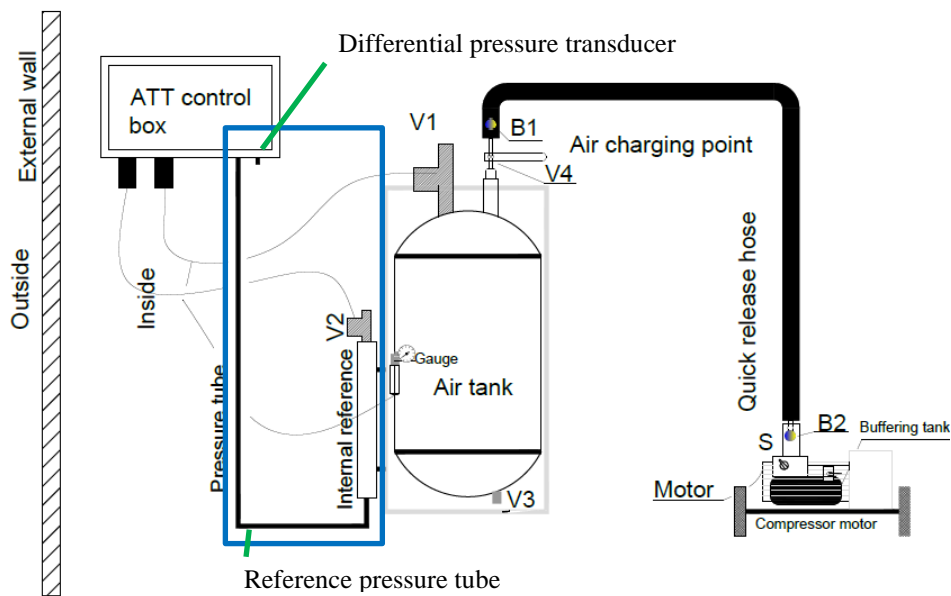 Differential pressure transducer
External wall
ATT control
box
V1
B1
Air charging point
V4
Outside
Inside
V2
Gauge
Air tank
Pressure tube
Internal reference
Quick release hose
B2
S
Buffering tank
Motor
V3
Compressor motor
Reference pressure tube